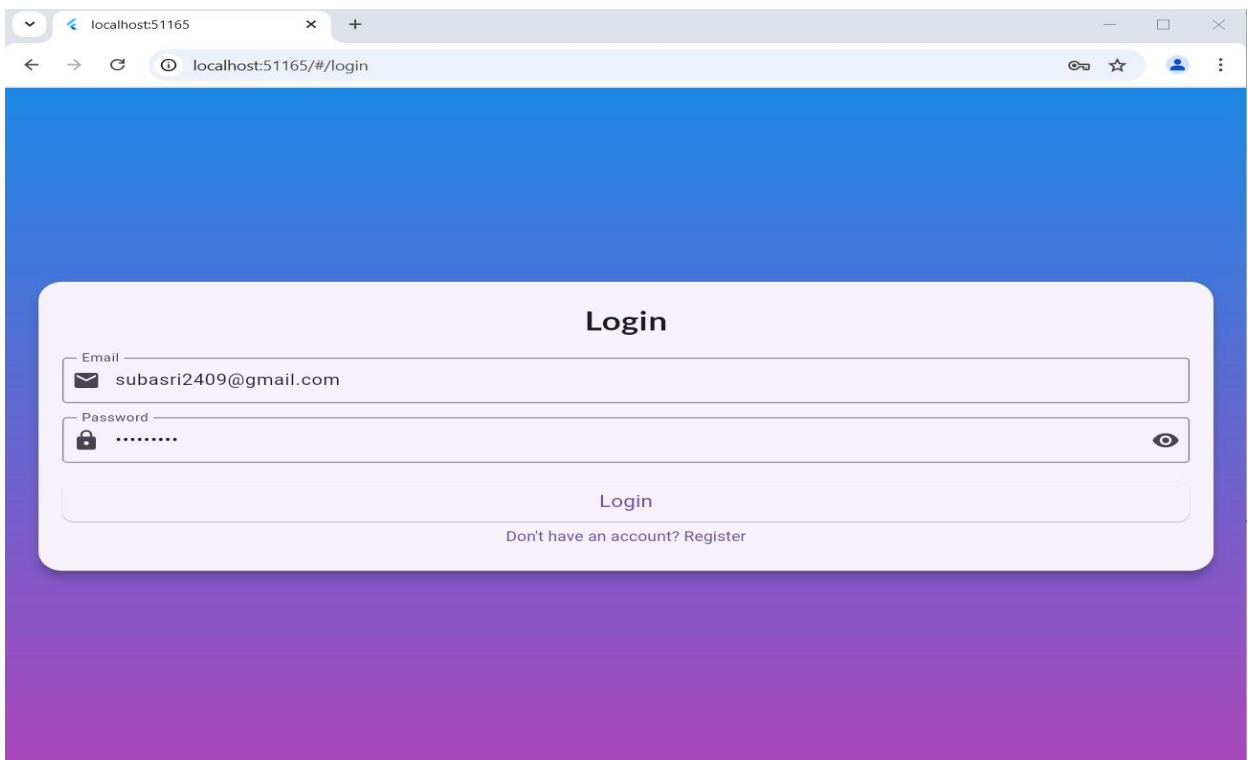 localhost:51165
localhost:51165/#/login
Login
Email
subasri2409@gmail.com
Password
•••••••••
Login
Don't have an account? Register